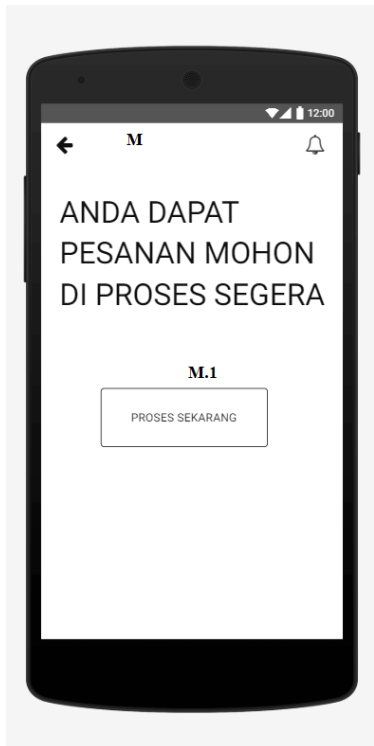 12:00
M
ANDA DAPAT
PESANAN MOHON
DI PROSES SEGERA
M.1
PROSES SEKARANG